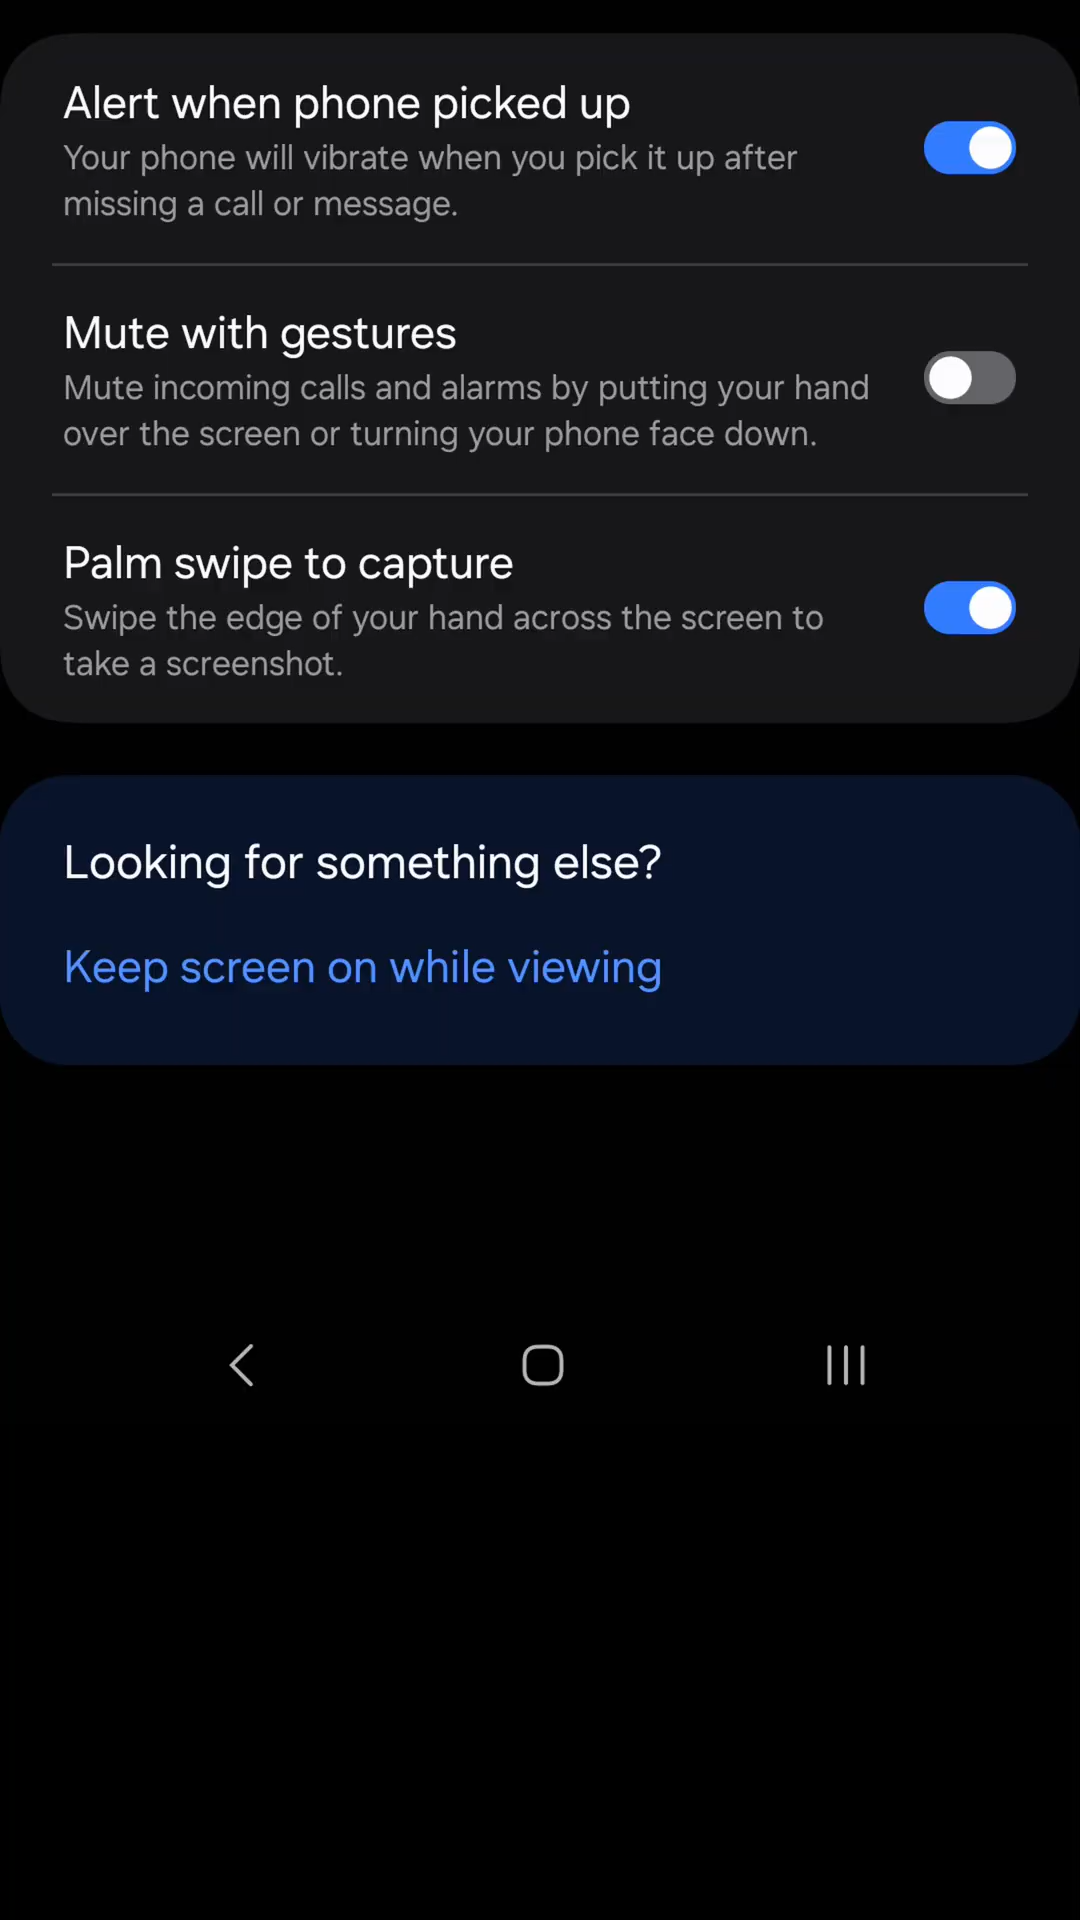 Alert when phone picked up
Your phone will vibrate when you pick it up after
missing a call or message.
Mute with gestures
Mute incoming calls and alarms by putting your hand
over the screen or turning your phone face down.
Palm swipe to capture
Swipe the edge of your hand across the screen to
take a screenshot.
Looking for something else?
Keep screen on while viewing